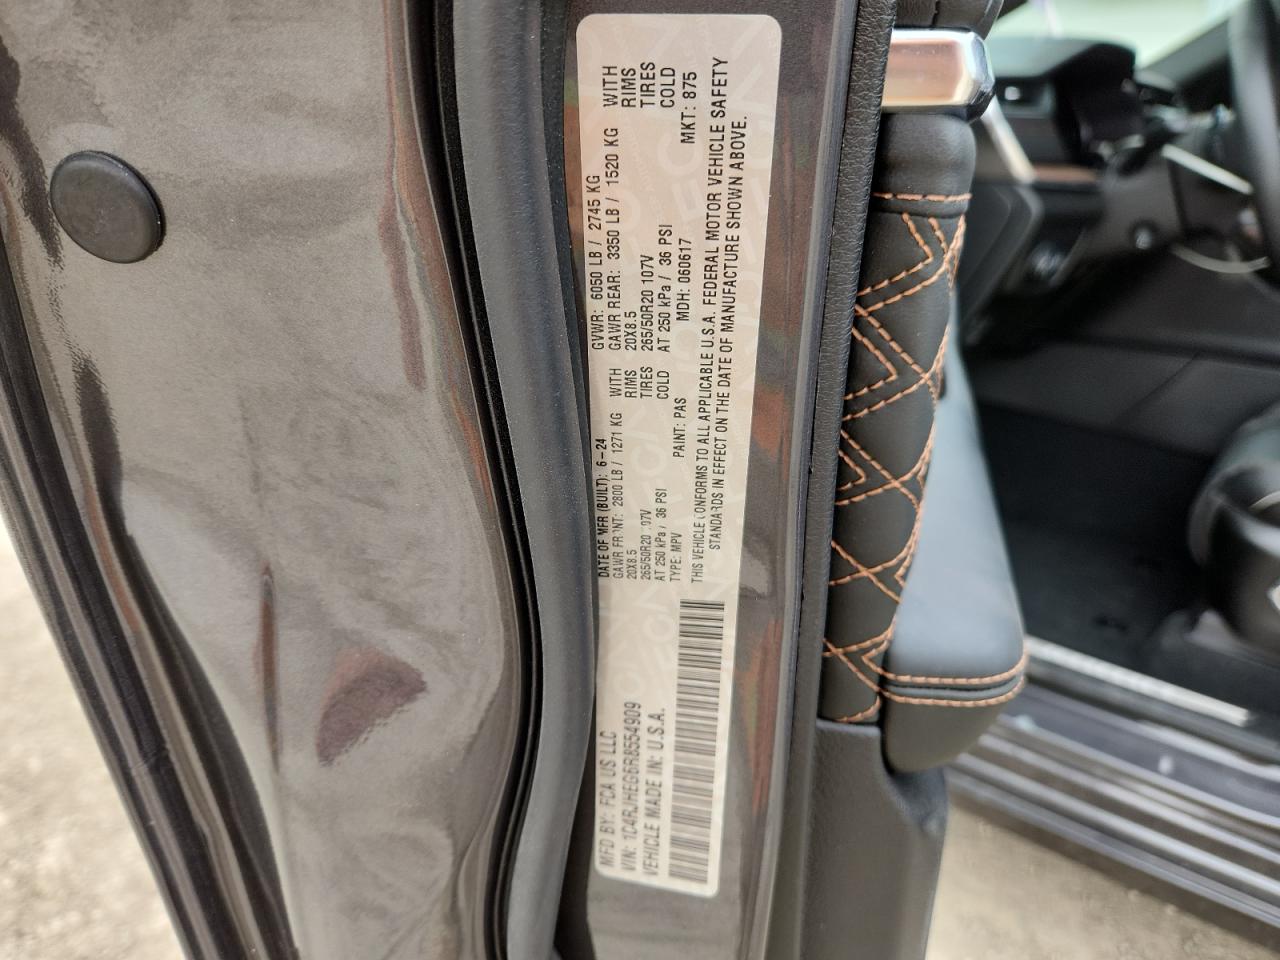 MFD BY: FCA US LLC
DATE OF MFR (BUILT): 6-24
GVWR: 6050 LB / 2745 KG
VIN: 1C4RJHEG6R8554909
GAWR FRONT: 2800 LB / 1271 KG WITH
GAWR REAR: 3350 LB / 1520 KG WITH
VEHICLE MADE IN: U.S.A.
20X8.5 RIMS
20X8.5 RIMS
265/50R20 107V TIRES
265/50R20 107V TIRES
AT 250 kPa / 36 PSI COLD
AT 250 kPa / 36 PSI COLD
TYPE: MPV PAINT: PAS MDH: 060617 MKT: 875
THIS VEHICLE CONFORMS TO ALL APPLICABLE U.S.A. FEDERAL MOTOR VEHICLE SAFETY
STANDARDS IN EFFECT ON THE DATE OF MANUFACTURE SHOWN ABOVE.